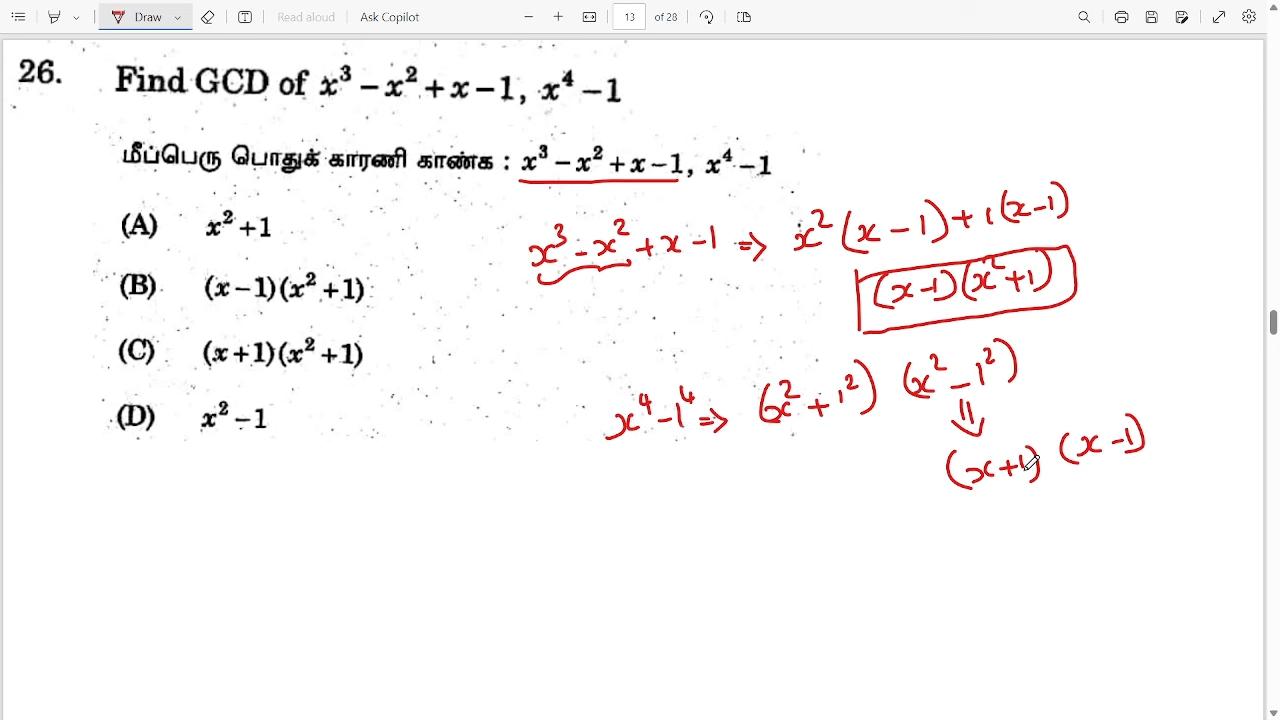 Draw
Read aloud
Ask Copilot
13 of 28
26. Find GCD of x³ – x² + x – 1, x⁴ – 1
மீப்பெரு பொதுக் காரணி காண்க : x³ – x² + x – 1, x⁴ – 1
(A) x² + 1
(B) (x – 1)(x² + 1)
(C) (x + 1)(x² + 1)
(D) x² – 1
x³ – x² + x – 1 ⇒ x² (x – 1) + 1 (x – 1)
(x – 1)(x² + 1)
x⁴ – 1⁴ ⇒ (x² + 1²) (x² – 1²)
(x + 1) (x – 1)